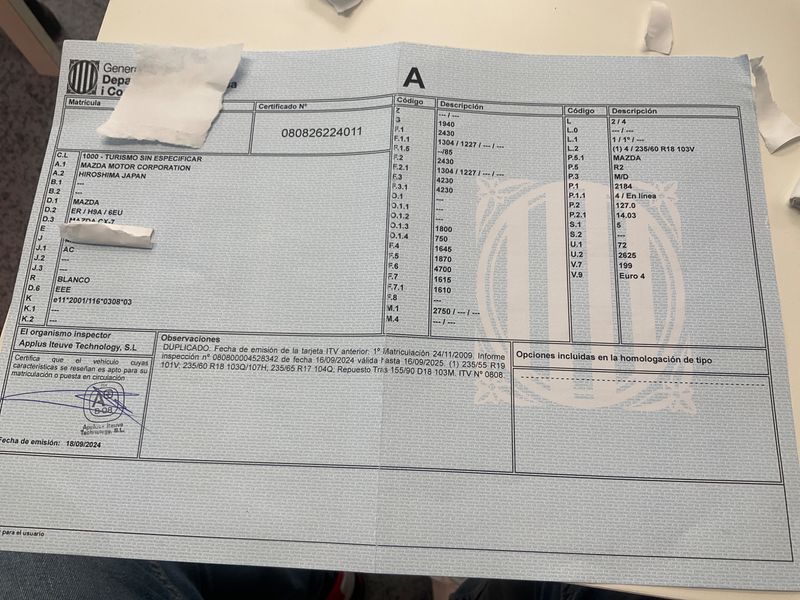 Gener
Depa
i Co
sa
A
Matrícula
Certificado Nº
080826224011
C.L 1000 - TURISMO SIN ESPECIFICAR
A.1 MAZDA MOTOR CORPORATION
A.2 HIROSHIMA JAPAN
B.1 ---
B.2 ---
D.1 MAZDA
D.2 ER / H9A / 6EU
D.3 MAZDA CX-7
E
J
J.1 AC
J.2 ---
J.3 ---
R BLANCO
D.6 EEE
K e11*2001/116*0308*03
K.1 ---
K.2 ---
Código Descripción
Z --- / ---
G 1940
F.1 2430
F.1.1 1304 / 1227 / --- / ---
F.1.5 --/85
F.2 2430
F.2.1 1304 / 1227 / --- / ---
F.3 4230
F.3.1 4230
O.1 ---
O.1.1 ---
O.1.2 ---
O.1.3 1800
O.1.4 750
F.4 1645
F.5 1870
F.6 4700
F.7 1615
F.7.1 1610
F.8 ---
M.1 2750 / --- / ---
M.4 --- / ---
Código Descripción
L 2 / 4
L.0 --- / ---
L.1 1 / 1º / ---
L.2 (1) 4 / 235/60 R18 103V
P.5.1 MAZDA
P.5 R2
P.3 M/D
P.1 2184
P.1.1 4 / En línea
P.2 127.0
P.2.1 14.03
S.1 5
S.2 ---
U.1 72
U.2 2625
V.7 199
V.9 Euro 4
El organismo inspector
Applus Iteuve Technology, S.L
Certifica que el vehículo cuyas
características se reseñan es apto para su
matriculación o puesta en circulación
A
B-08
Applus Iteuve
Technology, S.L.
Fecha de emisión: 18/09/2024
Observaciones
DUPLICADO. Fecha de emisión de la tarjeta ITV anterior: 1º Matriculación 24/11/2009. Informe
inspección nº 080800004528342 de fecha 16/09/2024 válida hasta 16/09/2025. (1) 235/55 R19
101V; 235/60 R18 103Q/107H; 235/65 R17 104Q. Repuesto Tras 155/90 D18 103M. ITV Nº 0808.
Opciones incluidas en la homologación de tipo
para el usuario